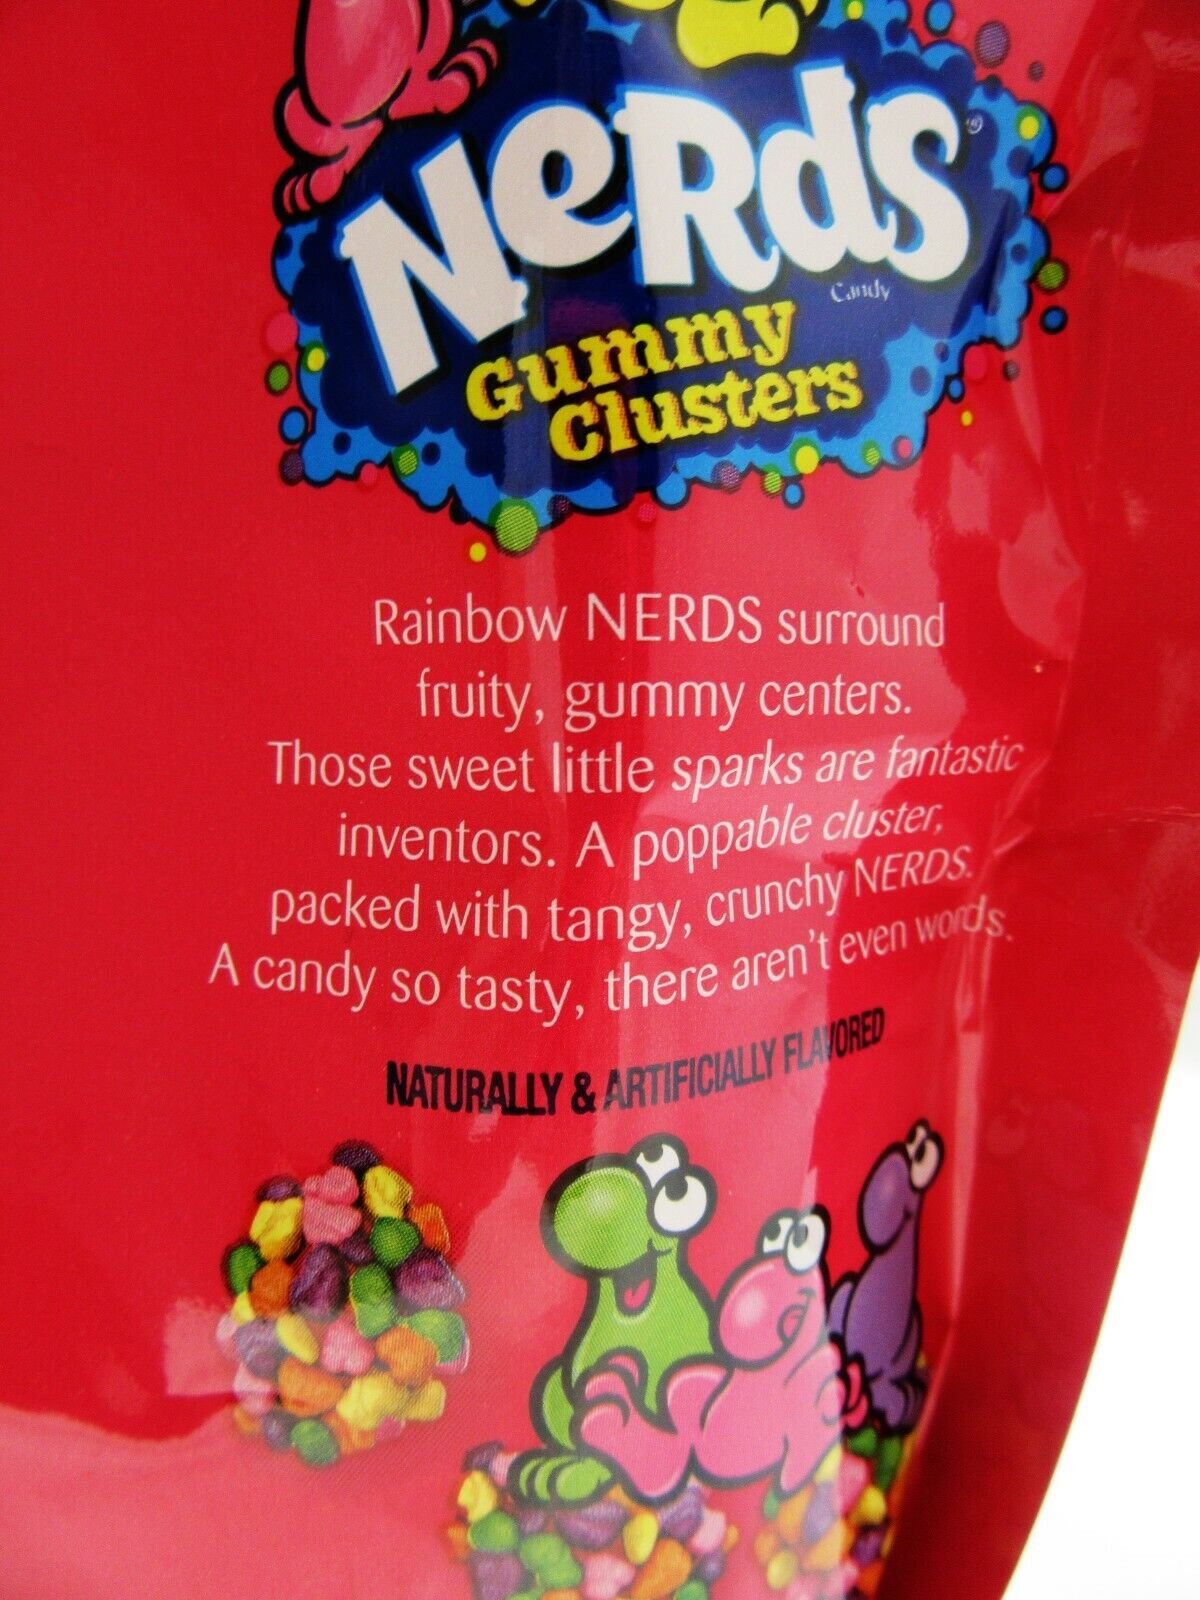 NeRdS®
Candy
Gummy
Clusters
Rainbow NERDS surround
fruity, gummy centers.
Those sweet little sparks are fantastic
inventors. A poppable cluster,
packed with tangy, crunchy NERDS.
A candy so tasty, there aren't even words.
NATURALLY & ARTIFICIALLY FLAVORED